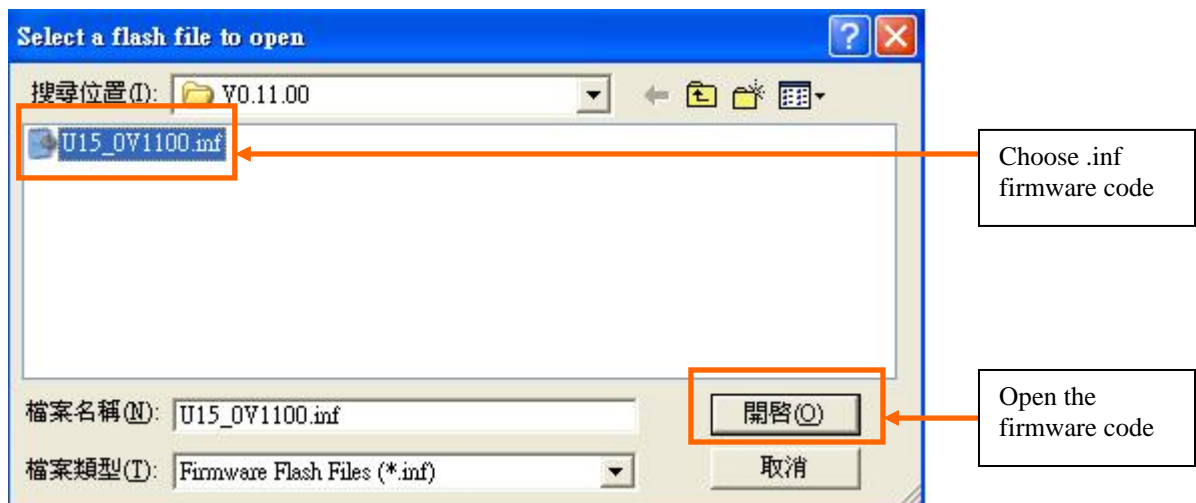 Select a flash file to open
搜尋位置(I): V0.11.00
U15_0V1100.inf
Choose .inf
firmware code
檔案名稱(N): U15_0V1100.inf
開啓(O)
Open the
firmware code
檔案類型(T): Firmware Flash Files (*.inf)
取消